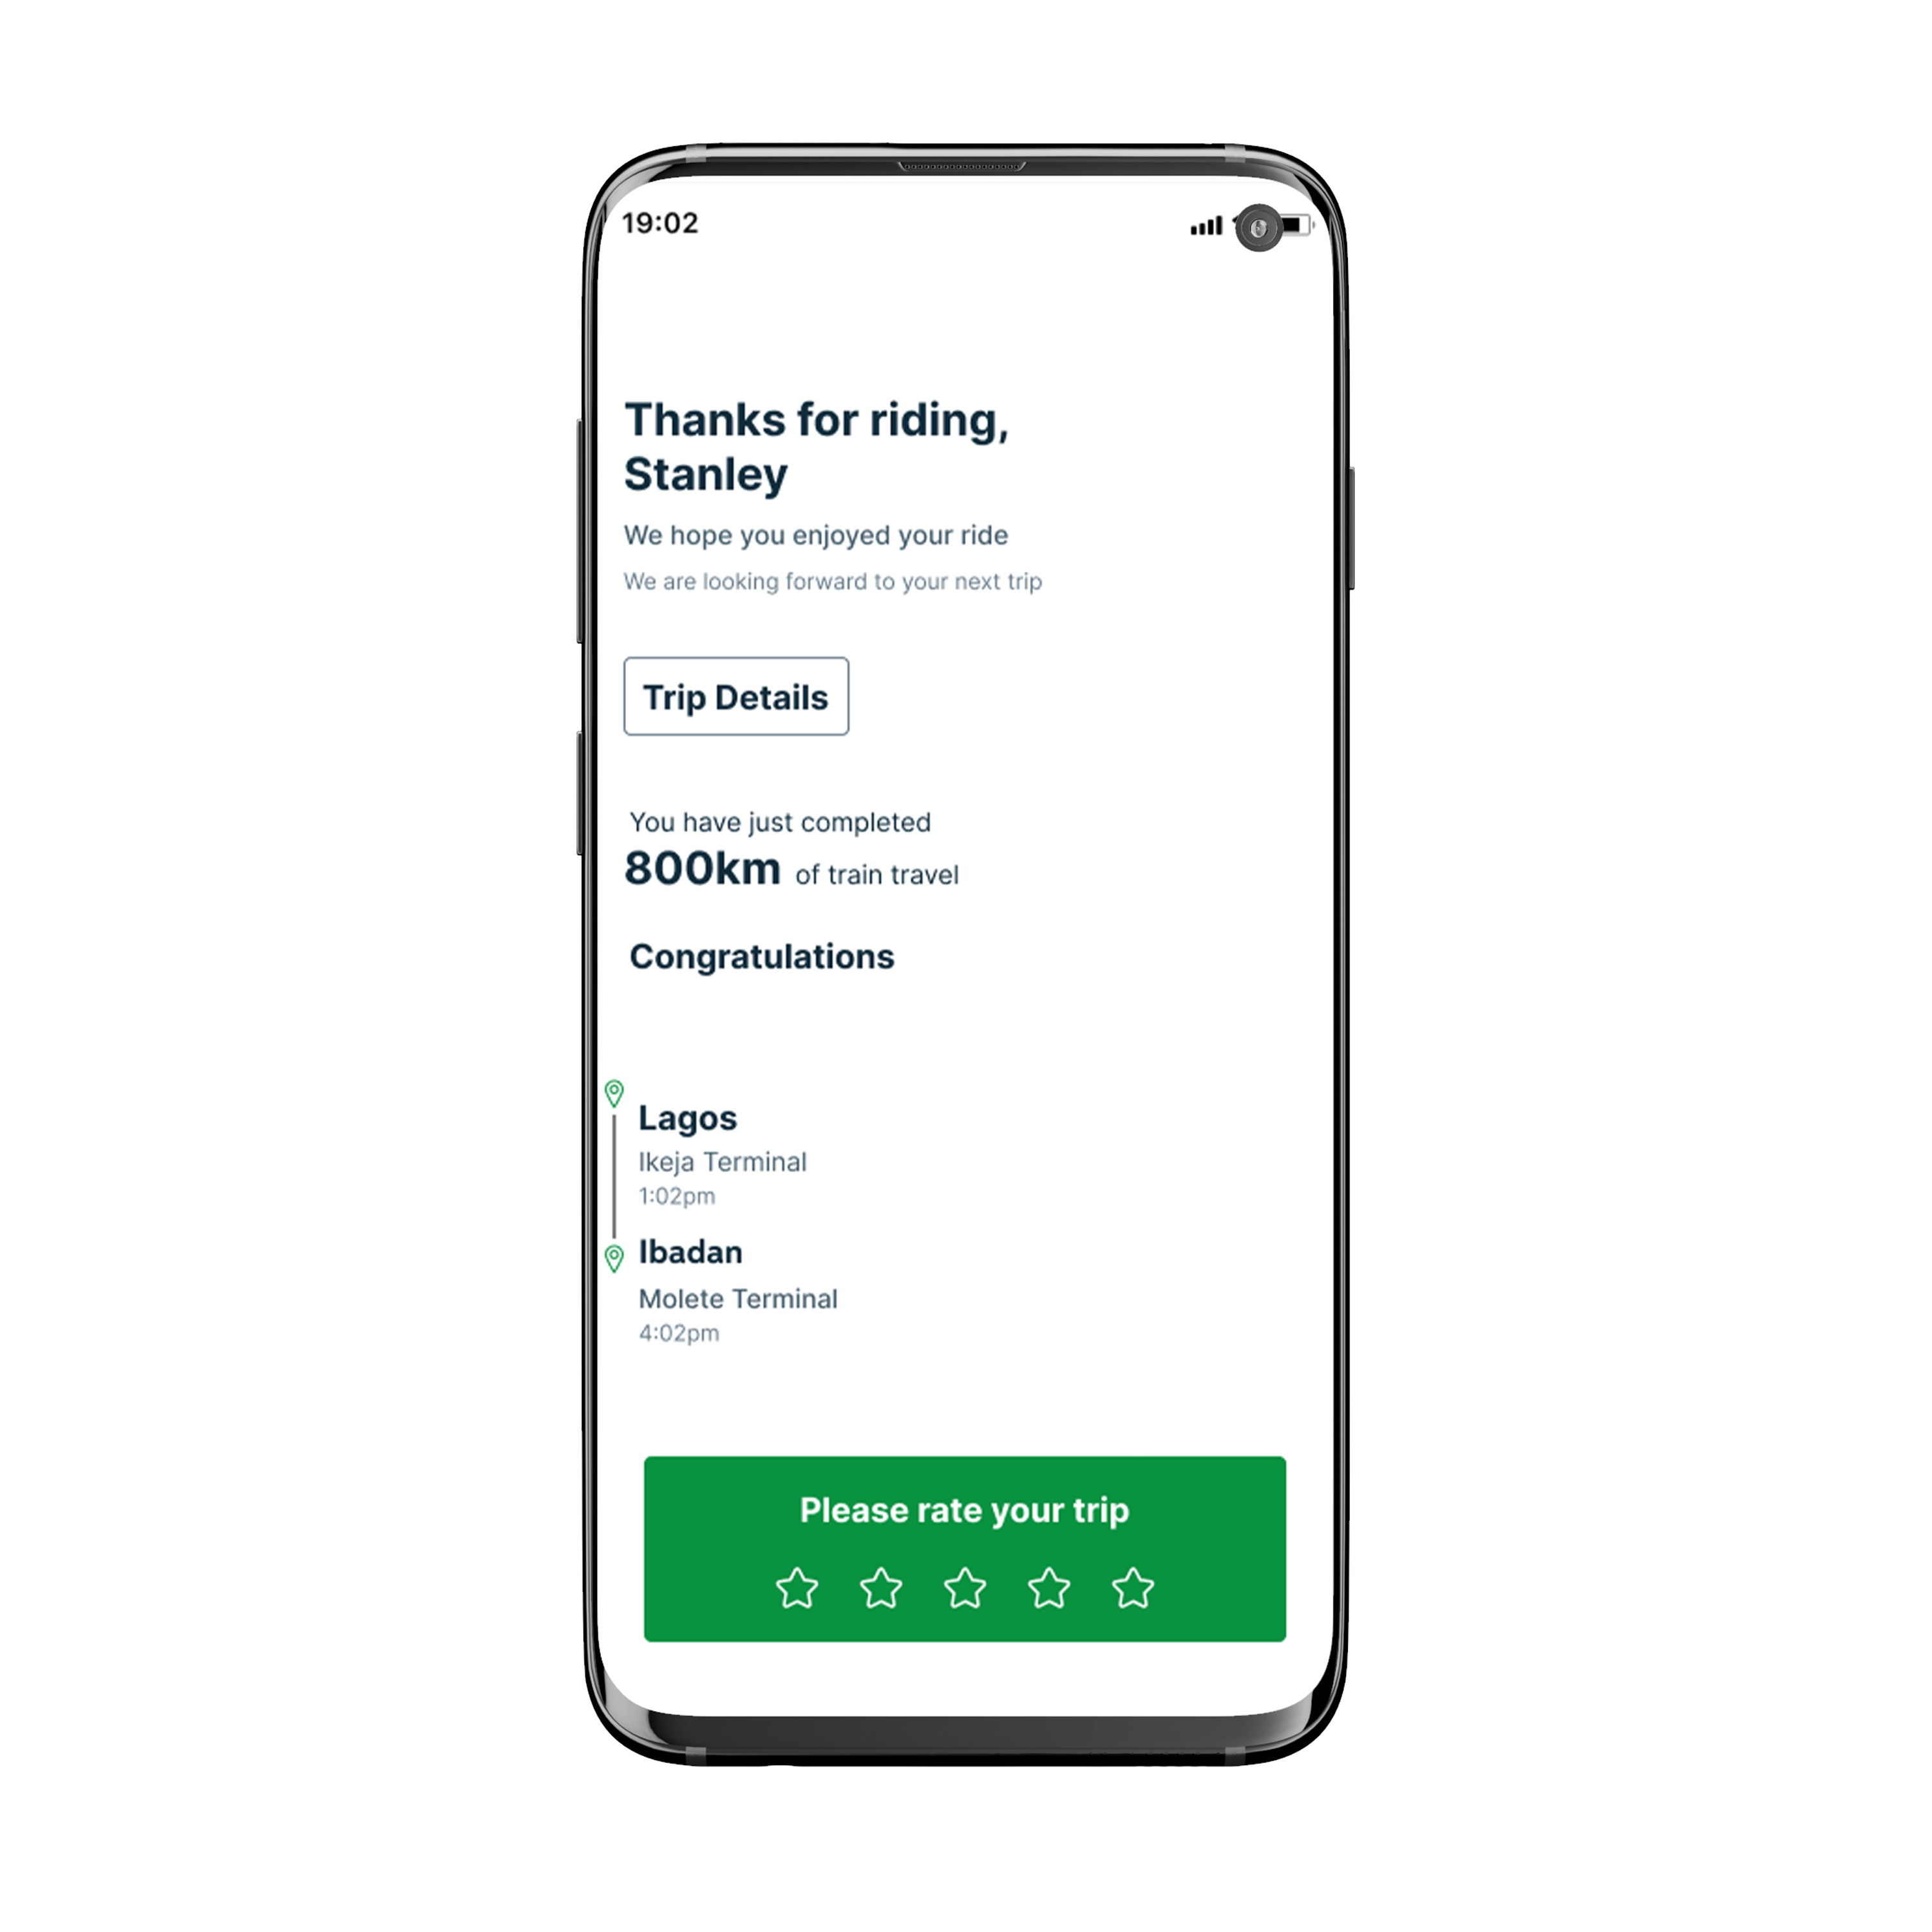 19:02
Thanks for riding,
Stanley
We hope you enjoyed your ride
We are looking forward to your next trip
Trip Details
You have just completed
800km of train travel
Congratulations
Lagos
Ikeja Terminal
1:02pm
Ibadan
Molete Terminal
4:02pm
Please rate your trip